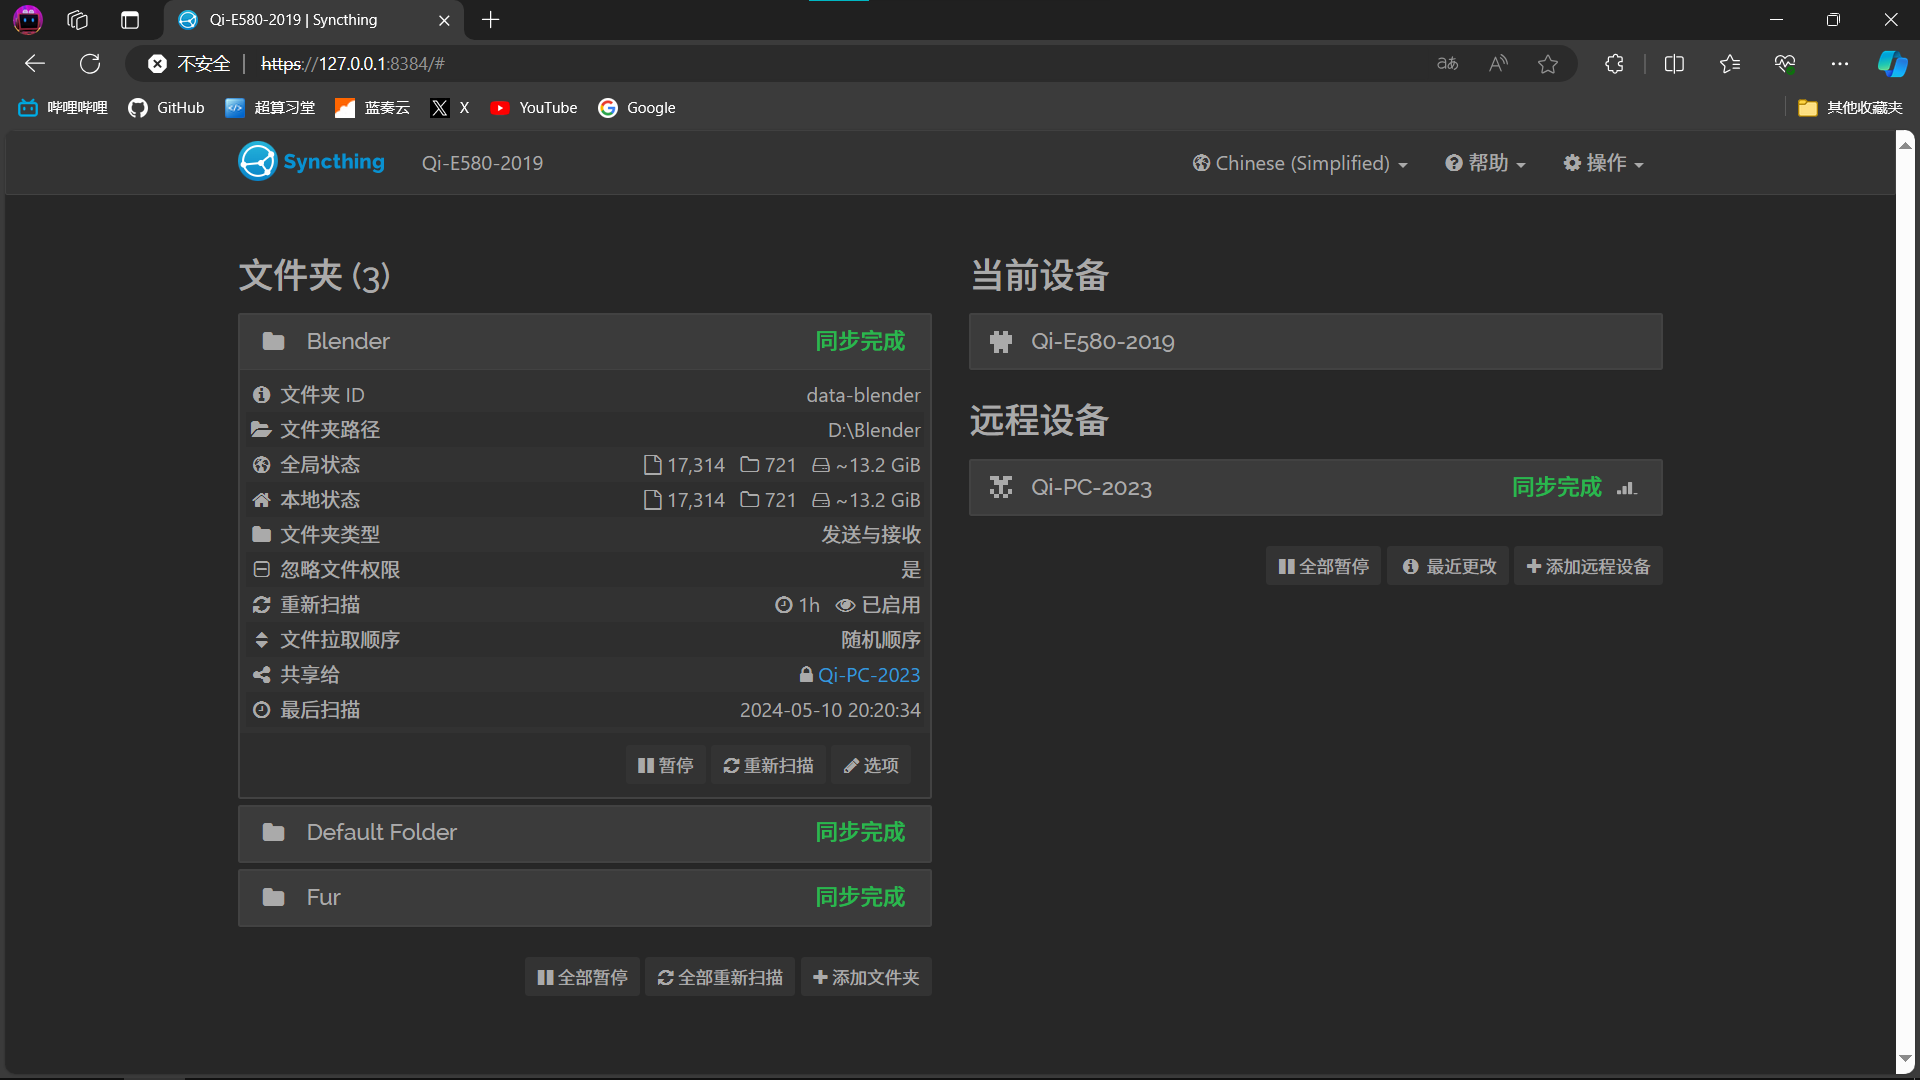 Qi-E580-2019 | Syncthing
不安全 https://127.0.0.1:8384/#
哔哩哔哩 GitHub 超算习堂 蓝奏云 X YouTube Google 其他收藏夹
Syncthing Qi-E580-2019 Chinese (Simplified) 帮助 操作
文件夹 (3)
Blender 同步完成
文件夹 ID data-blender
文件夹路径 D:\Blender
全局状态 17,314 721 ~13.2 GiB
本地状态 17,314 721 ~13.2 GiB
文件夹类型 发送与接收
忽略文件权限 是
重新扫描 1h 已启用
文件拉取顺序 随机顺序
共享给 Qi-PC-2023
最后扫描 2024-05-10 20:20:34
暂停 重新扫描 选项
Default Folder 同步完成
Fur 同步完成
全部暂停 全部重新扫描 添加文件夹
当前设备
Qi-E580-2019
远程设备
Qi-PC-2023 同步完成
全部暂停 最近更改 添加远程设备